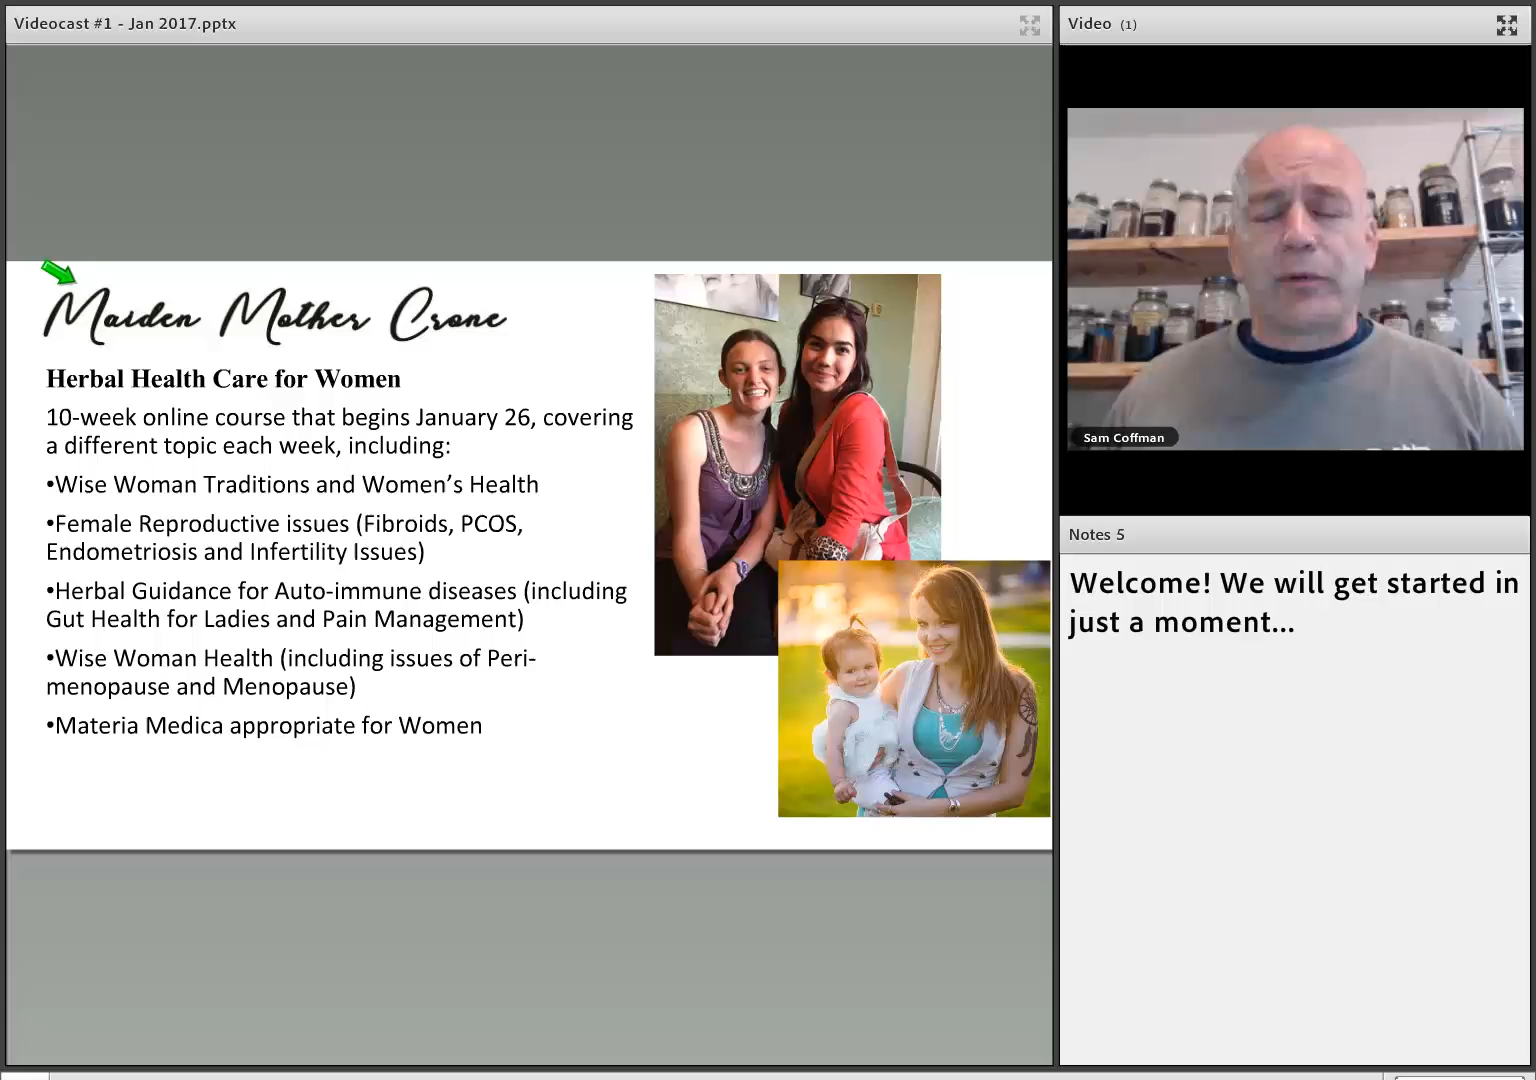 Videocast #1 - Jan 2017.pptx
Maiden Mother Crone
Herbal Health Care for Women
10-week online course that begins January 26, covering
a different topic each week, including:
•Wise Woman Traditions and Women’s Health
•Female Reproductive issues (Fibroids, PCOS,
Endometriosis and Infertility Issues)
•Herbal Guidance for Auto-immune diseases (including
Gut Health for Ladies and Pain Management)
•Wise Woman Health (including issues of Peri-
menopause and Menopause)
•Materia Medica appropriate for Women
Video (1)
Sam Coffman
Notes 5
Welcome! We will get started in
just a moment...